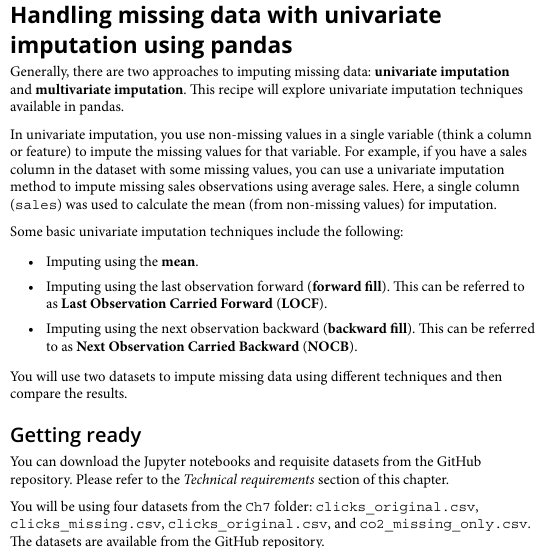 Handling missing data with univariate
imputation using pandas
Generally, there are two approaches to imputing missing data: univariate imputation
and multivariate imputation. This recipe will explore univariate imputation techniques
available in pandas.
In univariate imputation, you use non-missing values in a single variable (think a column
or feature) to impute the missing values for that variable. For example, if you have a sales
column in the dataset with some missing values, you can use a univariate imputation
method to impute missing sales observations using average sales. Here, a single column
(sales) was used to calculate the mean (from non-missing values) for imputation.
Some basic univariate imputation techniques include the following:
• Imputing using the mean.
• Imputing using the last observation forward (forward fill). This can be referred to
as Last Observation Carried Forward (LOCF).
• Imputing using the next observation backward (backward fill). This can be referred
to as Next Observation Carried Backward (NOCB).
You will use two datasets to impute missing data using different techniques and then
compare the results.
Getting ready
You can download the Jupyter notebooks and requisite datasets from the GitHub
repository. Please refer to the Technical requirements section of this chapter.
You will be using four datasets from the Ch7 folder: clicks_original.csv,
clicks_missing.csv, clicks_original.csv, and co2_missing_only.csv.
The datasets are available from the GitHub repository.